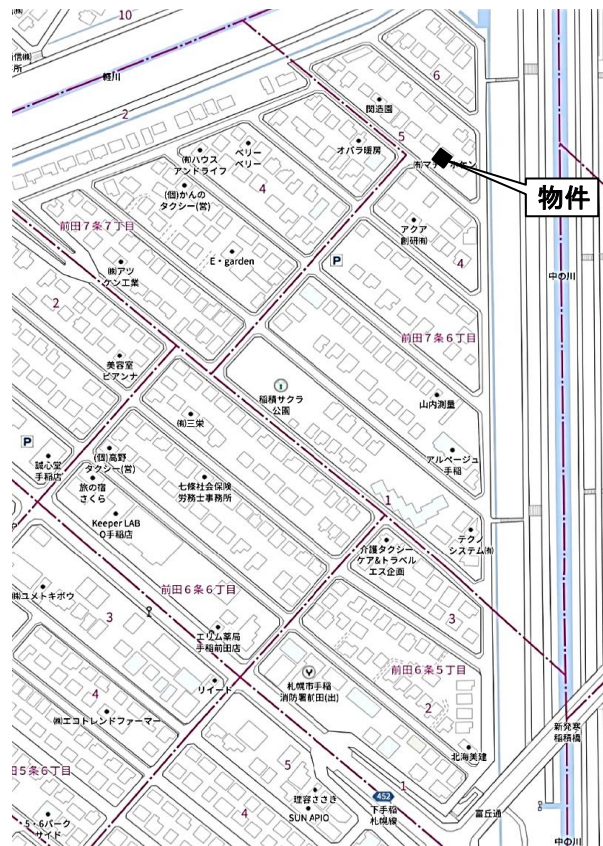 10
軽川
2
6
関造園
5
オバラ暖房
ベリー
ベリー
㈲ハウス
アンドライフ
4
(個)かんの
タクシー(営)
物件
アクア
創研㈲
4
前田7条7丁目
E・garden
㈱アツ
ケン工業
P
中の川
2
前田7条6丁目
美容室
ビアンナ
稲積サクラ
公園
山内測量
㈲三栄
P
誠心堂
手稲店
(個)高野
タクシー(営)
旅の宿
さくら
七條社会保険
労務士事務所
アルページュ
手稲
1
Keeper LAB
O手稲店
テクノ
システム㈲
介護タクシー
ケア&トラベル
エス企画
前田6条6丁目
㈱ユメトキボウ
3
3
エリム薬局
手稲前田店
前田6条5丁目
リイード
札幌市手稲
消防署前田(出)
2
4
㈱エコトレンドファーマー
新発寒
稲積橋
北海美建
5
1
452
下手稲
札幌線
理容ささき
SUN APIO
富丘通
5・6パーク
サイド
4
中の川